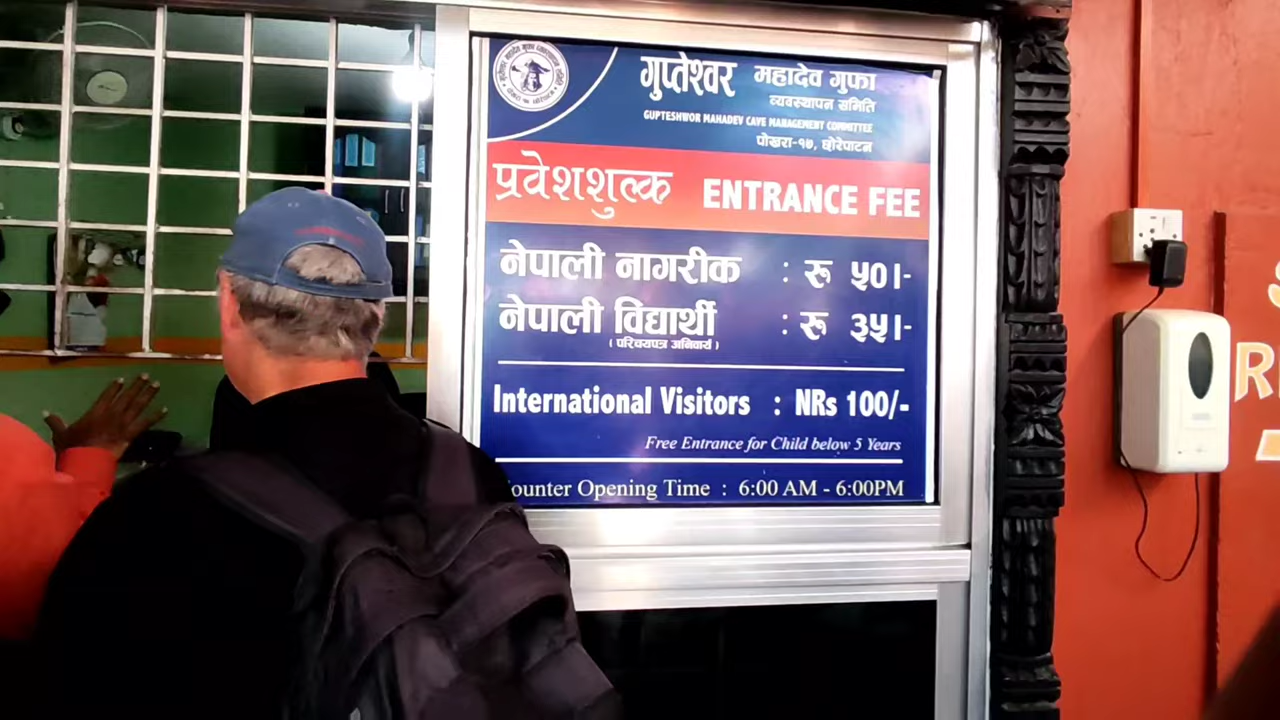 गुप्तेश्वर महादेव गुफा
व्यवस्थापन समिति
GUPTESHWOR MAHADEV CAVE MANAGEMENT COMMITTEE
पोखरा-१७, छोरेपाटन
प्रवेशशुल्क ENTRANCE FEE
नेपाली नागरीक : रू ५०।-
नेपाली विद्यार्थी : रू ३५।-
( परिचयपत्र अनिवार्य )
International Visitors : NRs 100/-
Free Entrance for Child below 5 Years
ounter Opening Time : 6:00 AM - 6:00PM